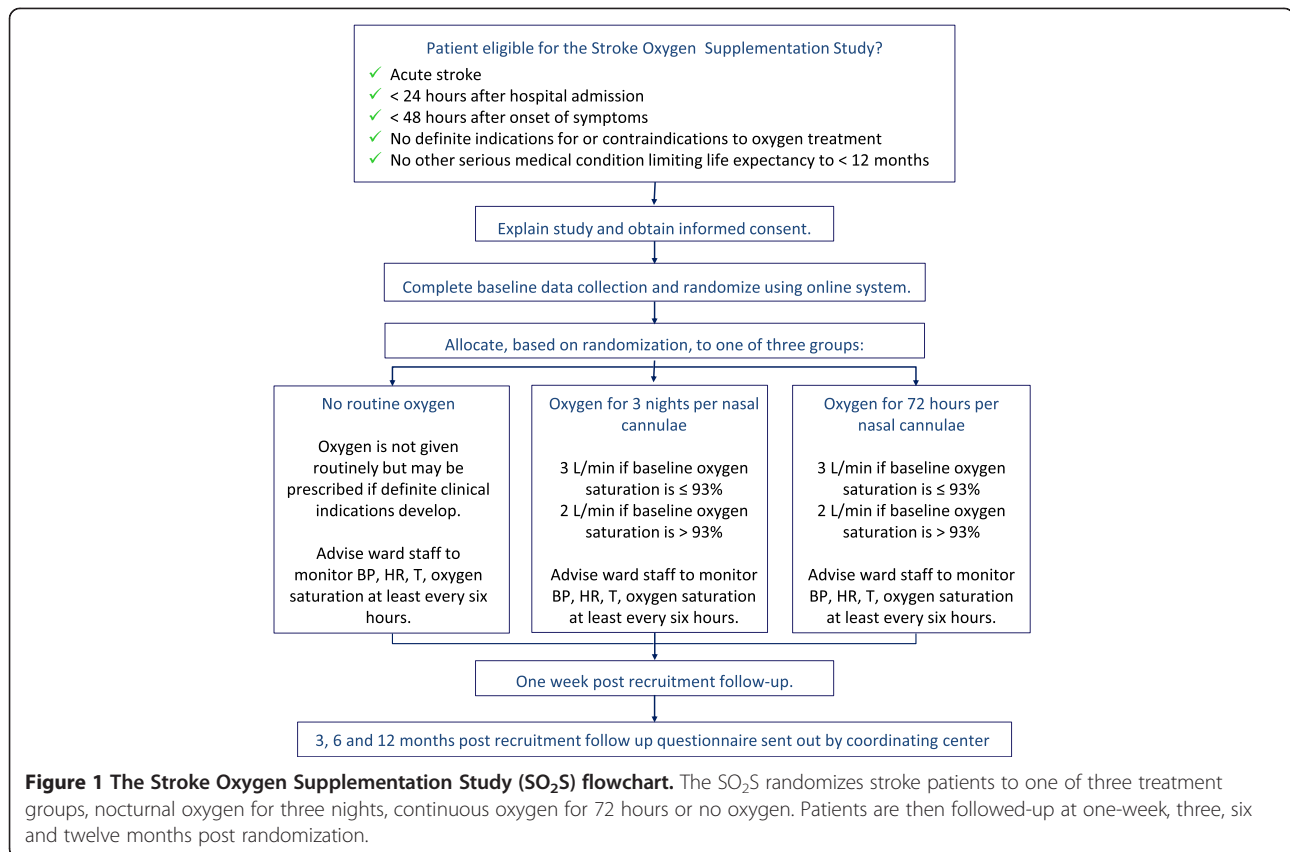 Patient eligible for the Stroke Oxygen Supplementation Study?
✓ Acute stroke
✓ < 24 hours after hospital admission
✓ < 48 hours after onset of symptoms
✓ No definite indications for or contraindications to oxygen treatment
✓ No other serious medical condition limiting life expectancy to < 12 months
Explain study and obtain informed consent.
Complete baseline data collection and randomize using online system.
Allocate, based on randomization, to one of three groups:
No routine oxygen
Oxygen is not given
routinely but may be
prescribed if definite clinical
indications develop.
Advise ward staff to
monitor BP, HR, T, oxygen
saturation at least every six
hours.
Oxygen for 3 nights per nasal
cannulae
3 L/min if baseline oxygen
saturation is ≤ 93%
2 L/min if baseline oxygen
saturation is > 93%
Advise ward staff to monitor
BP, HR, T, oxygen saturation
at least every six hours.
Oxygen for 72 hours per
nasal cannulae
3 L/min if baseline oxygen
saturation is ≤ 93%
2 L/min if baseline oxygen
saturation is > 93%
Advise ward staff to monitor
BP, HR, T, oxygen saturation
at least every six hours.
One week post recruitment follow-up.
3, 6 and 12 months post recruitment follow up questionnaire sent out by coordinating center
Figure 1 The Stroke Oxygen Supplementation Study (SO₂S) flowchart. The SO₂S randomizes stroke patients to one of three treatment
groups, nocturnal oxygen for three nights, continuous oxygen for 72 hours or no oxygen. Patients are then followed-up at one-week, three, six
and twelve months post randomization.